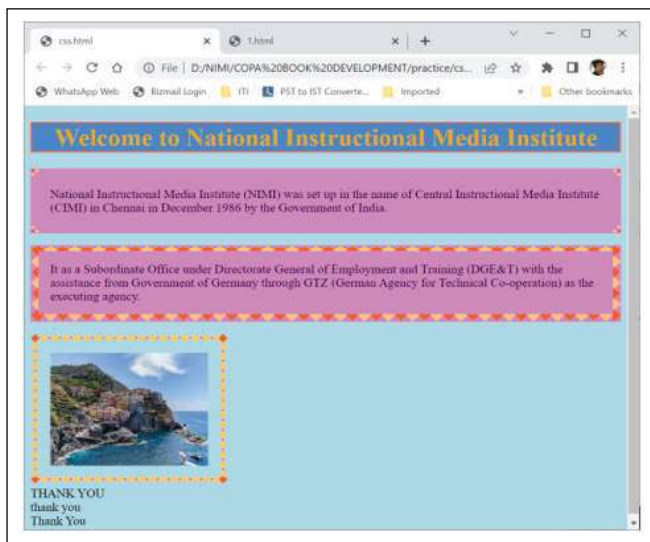 css.html
1.html
File | D:/NIMI/COPA%20BOOK%20DEVELOPMENT/practice/cs...
WhatsApp Web Bizmail Login ITI PST to IST Converte... Imported » Other bookmarks
Welcome to National Instructional Media Institute
National Instructional Media Institute (NIMI) was set up in the name of Central Instructional Media Institute
(CIMI) in Chennai in December 1986 by the Government of India.
It as a Subordinate Office under Directorate General of Employment and Training (DGE&T) with the
assistance from Government of Germany through GTZ (German Agency for Technical Co-operation) as the
executing agency.
THANK YOU
thank you
Thank You